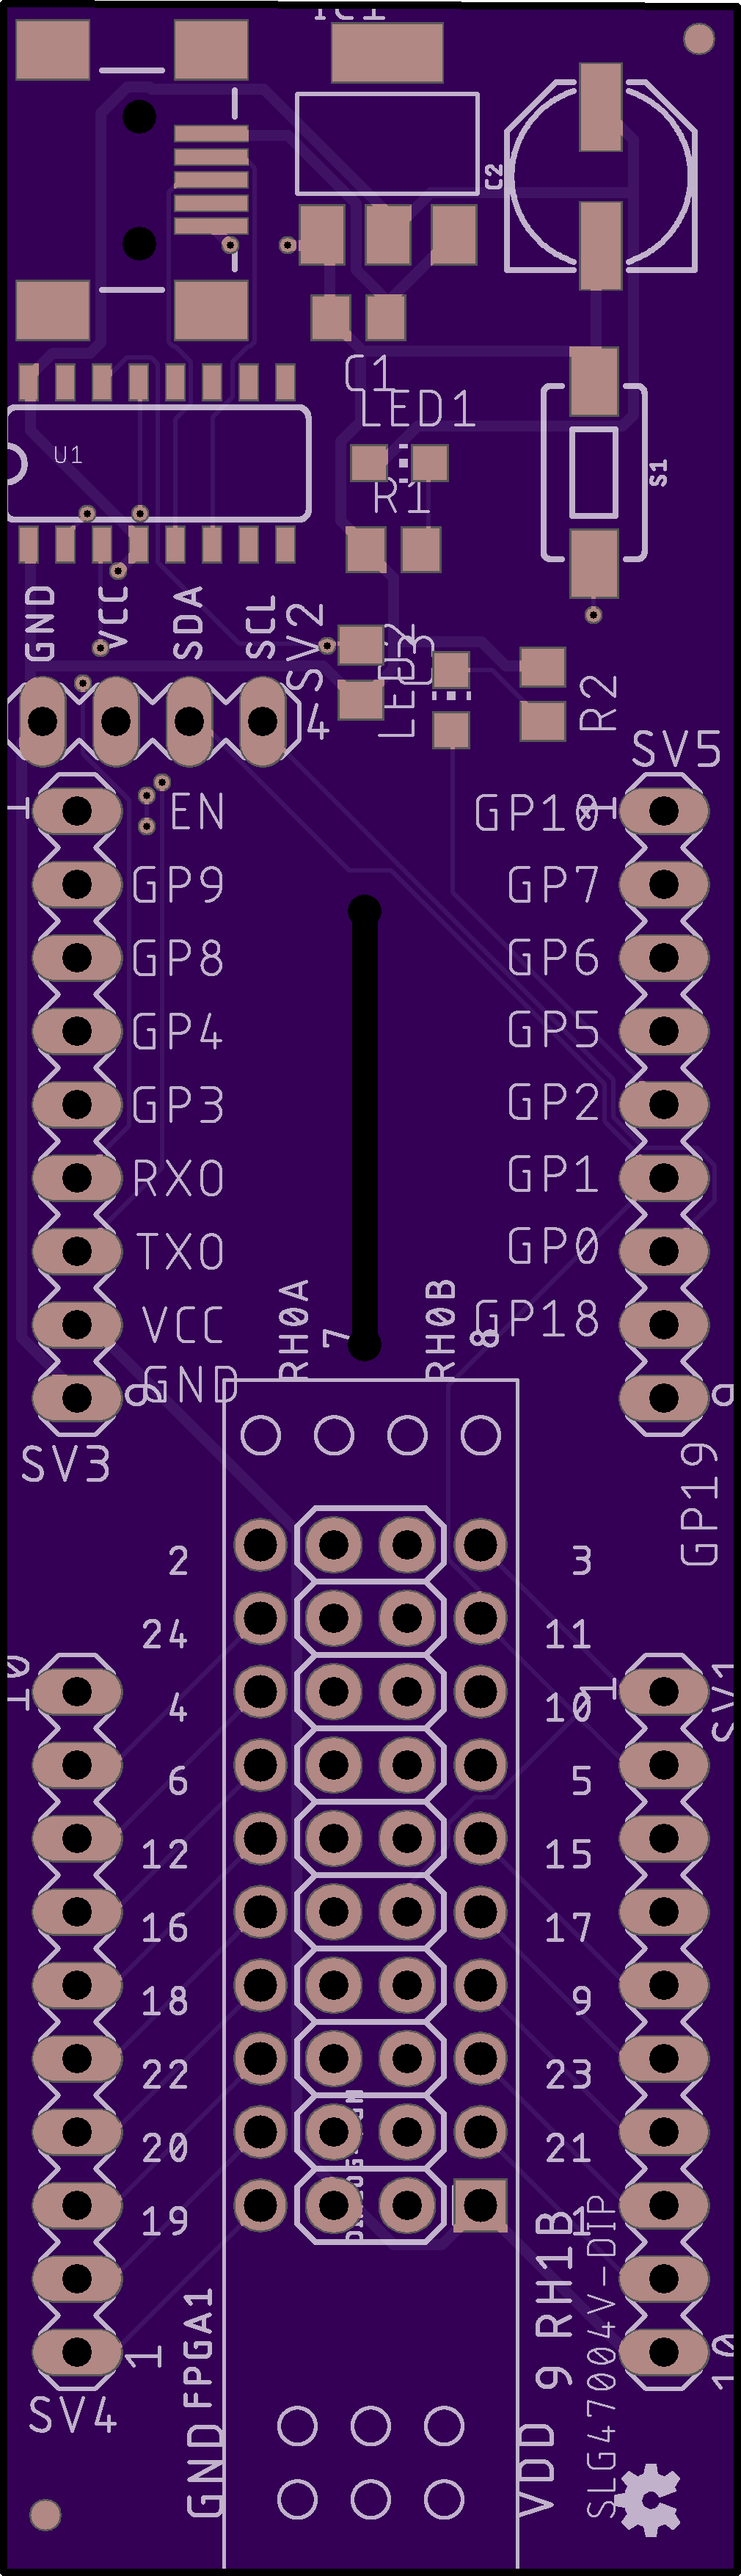 IC1
C2
C1
LED1
U1
R1
S1
GND
VCC
SDA
SCL
SV2
4
R2
SV5
1
EN
GP10
1
GP9
GP7
GP8
GP6
GP4
GP5
GP3
GP2
RX0
GP1
TX0
GP0
VCC
RH0A
7
RH0B
8
GP18
9
GND
9
SV3
GP19
2
3
24
11
10
4
10
1
SV1
6
5
12
15
16
17
18
9
22
23
20
21
19
1
1
FPGA1
9 RH1B
SLG47004V-DIP
10
SV4
GND
VDD